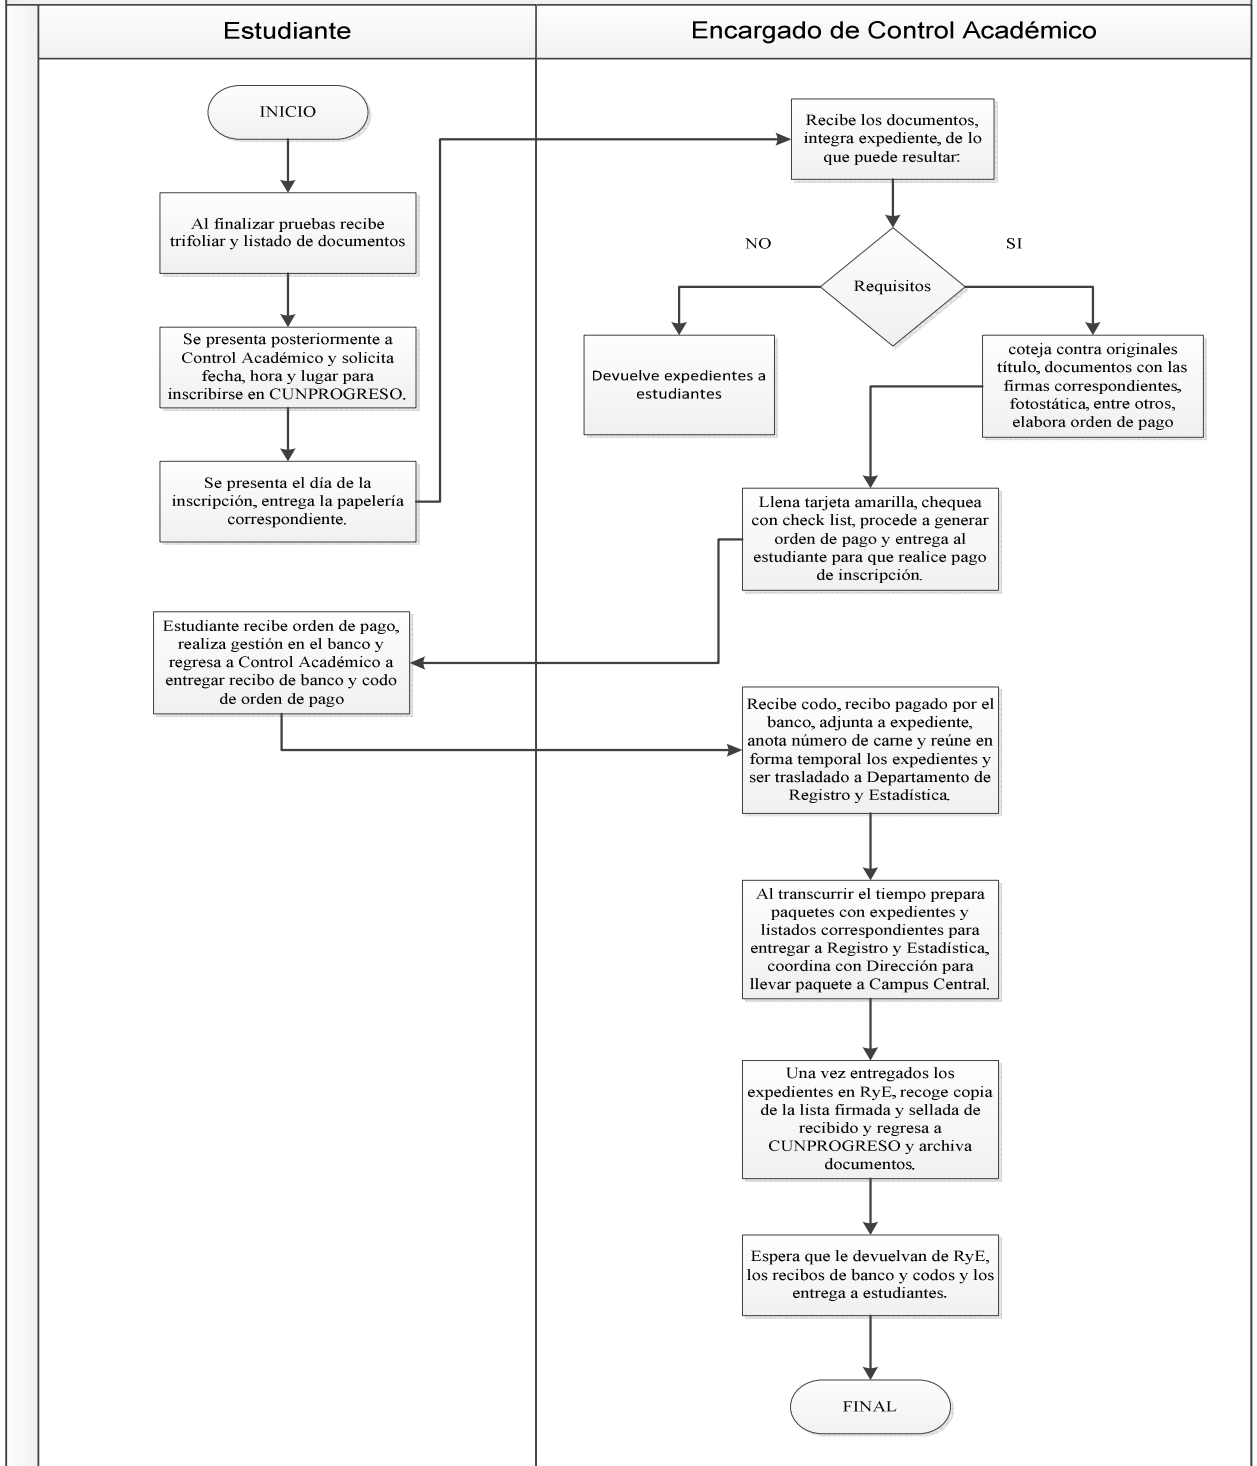 Estudiante
Encargado de Control Académico
INICIO
Al finalizar pruebas recibe
trifoliar y listado de documentos
Se presenta posteriormente a
Control Académico y solicita
fecha, hora y lugar para
inscribirse en CUNPROGRESO.
Se presenta el día de la
inscripción, entrega la papelería
correspondiente.
Recibe los documentos,
integra expediente, de lo
que puede resultar:
NO
SI
Requisitos
Devuelve expedientes a
estudiantes
coteja contra originales
título, documentos con las
firmas correspondientes,
fotostática, entre otros,
elabora orden de pago
Llena tarjeta amarilla, chequea
con check list, procede a generar
orden de pago y entrega al
estudiante para que realice pago
de inscripción.
Estudiante recibe orden de pago,
realiza gestión en el banco y
regresa a Control Académico a
entregar recibo de banco y codo
de orden de pago
Recibe codo, recibo pagado por el
banco, adjunta a expediente,
anota número de carne y reúne en
forma temporal los expedientes y
ser trasladado a Departamento de
Registro y Estadística.
Al transcurrir el tiempo prepara
paquetes con expedientes y
listados correspondientes para
entregar a Registro y Estadística,
coordina con Dirección para
llevar paquete a Campus Central.
Una vez entregados los
expedientes en RyE, recoge copia
de la lista firmada y sellada de
recibido y regresa a
CUNPROGRESO y archiva
documentos.
Espera que le devuelvan de RyE,
los recibos de banco y codos y los
entrega a estudiantes.
FINAL